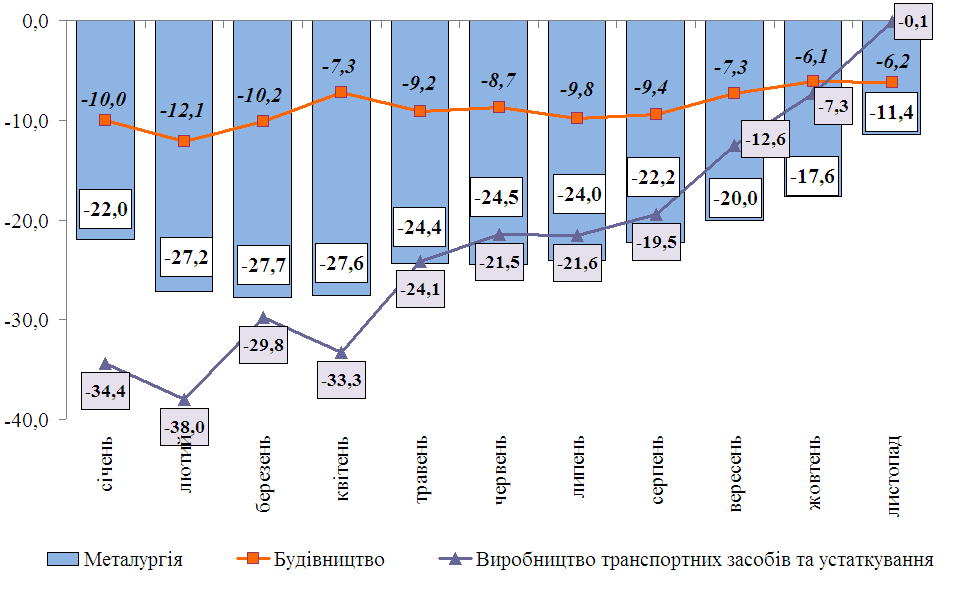 0,0
-10,0
-20,0
-30,0
-40,0
-10,0
-12,1
-10,2
-7,3
-9,2
-8,7
-9,8
-9,4
-7,3
-6,1
-6,2
-22,0
-27,2
-27,7
-27,6
-24,4
-24,5
-24,0
-22,2
-20,0
-17,6
-11,4
-34,4
-38,0
-29,8
-33,3
-24,1
-21,5
-21,6
-19,5
-12,6
-7,3
-0,1
січень
лютий
березень
квітень
травень
червень
липень
серпень
вересень
жовтень
листопад
Металургія
Будівництво
Виробництво транспортних засобів та устаткування